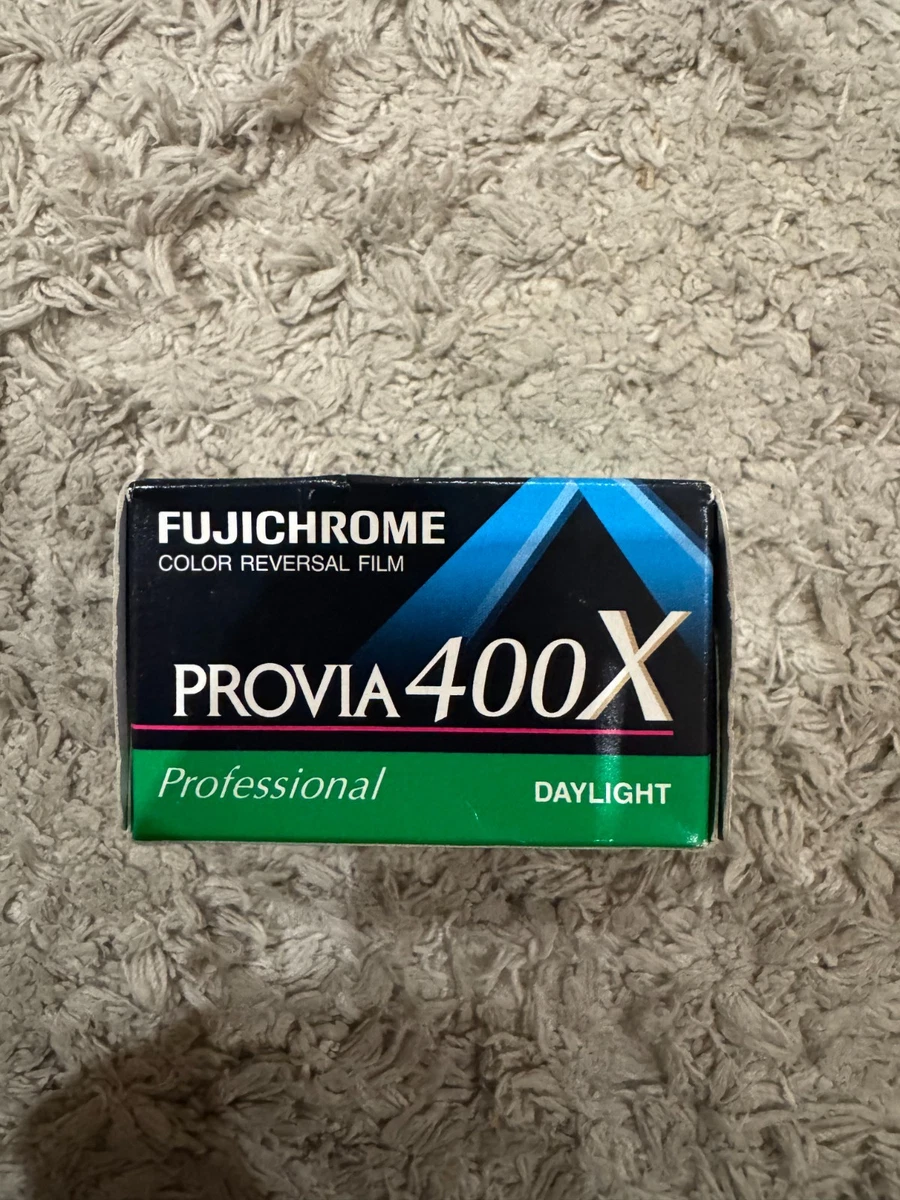 FUJICHROME
COLOR REVERSAL FILM
PROVIA 400X
Professional DAYLIGHT